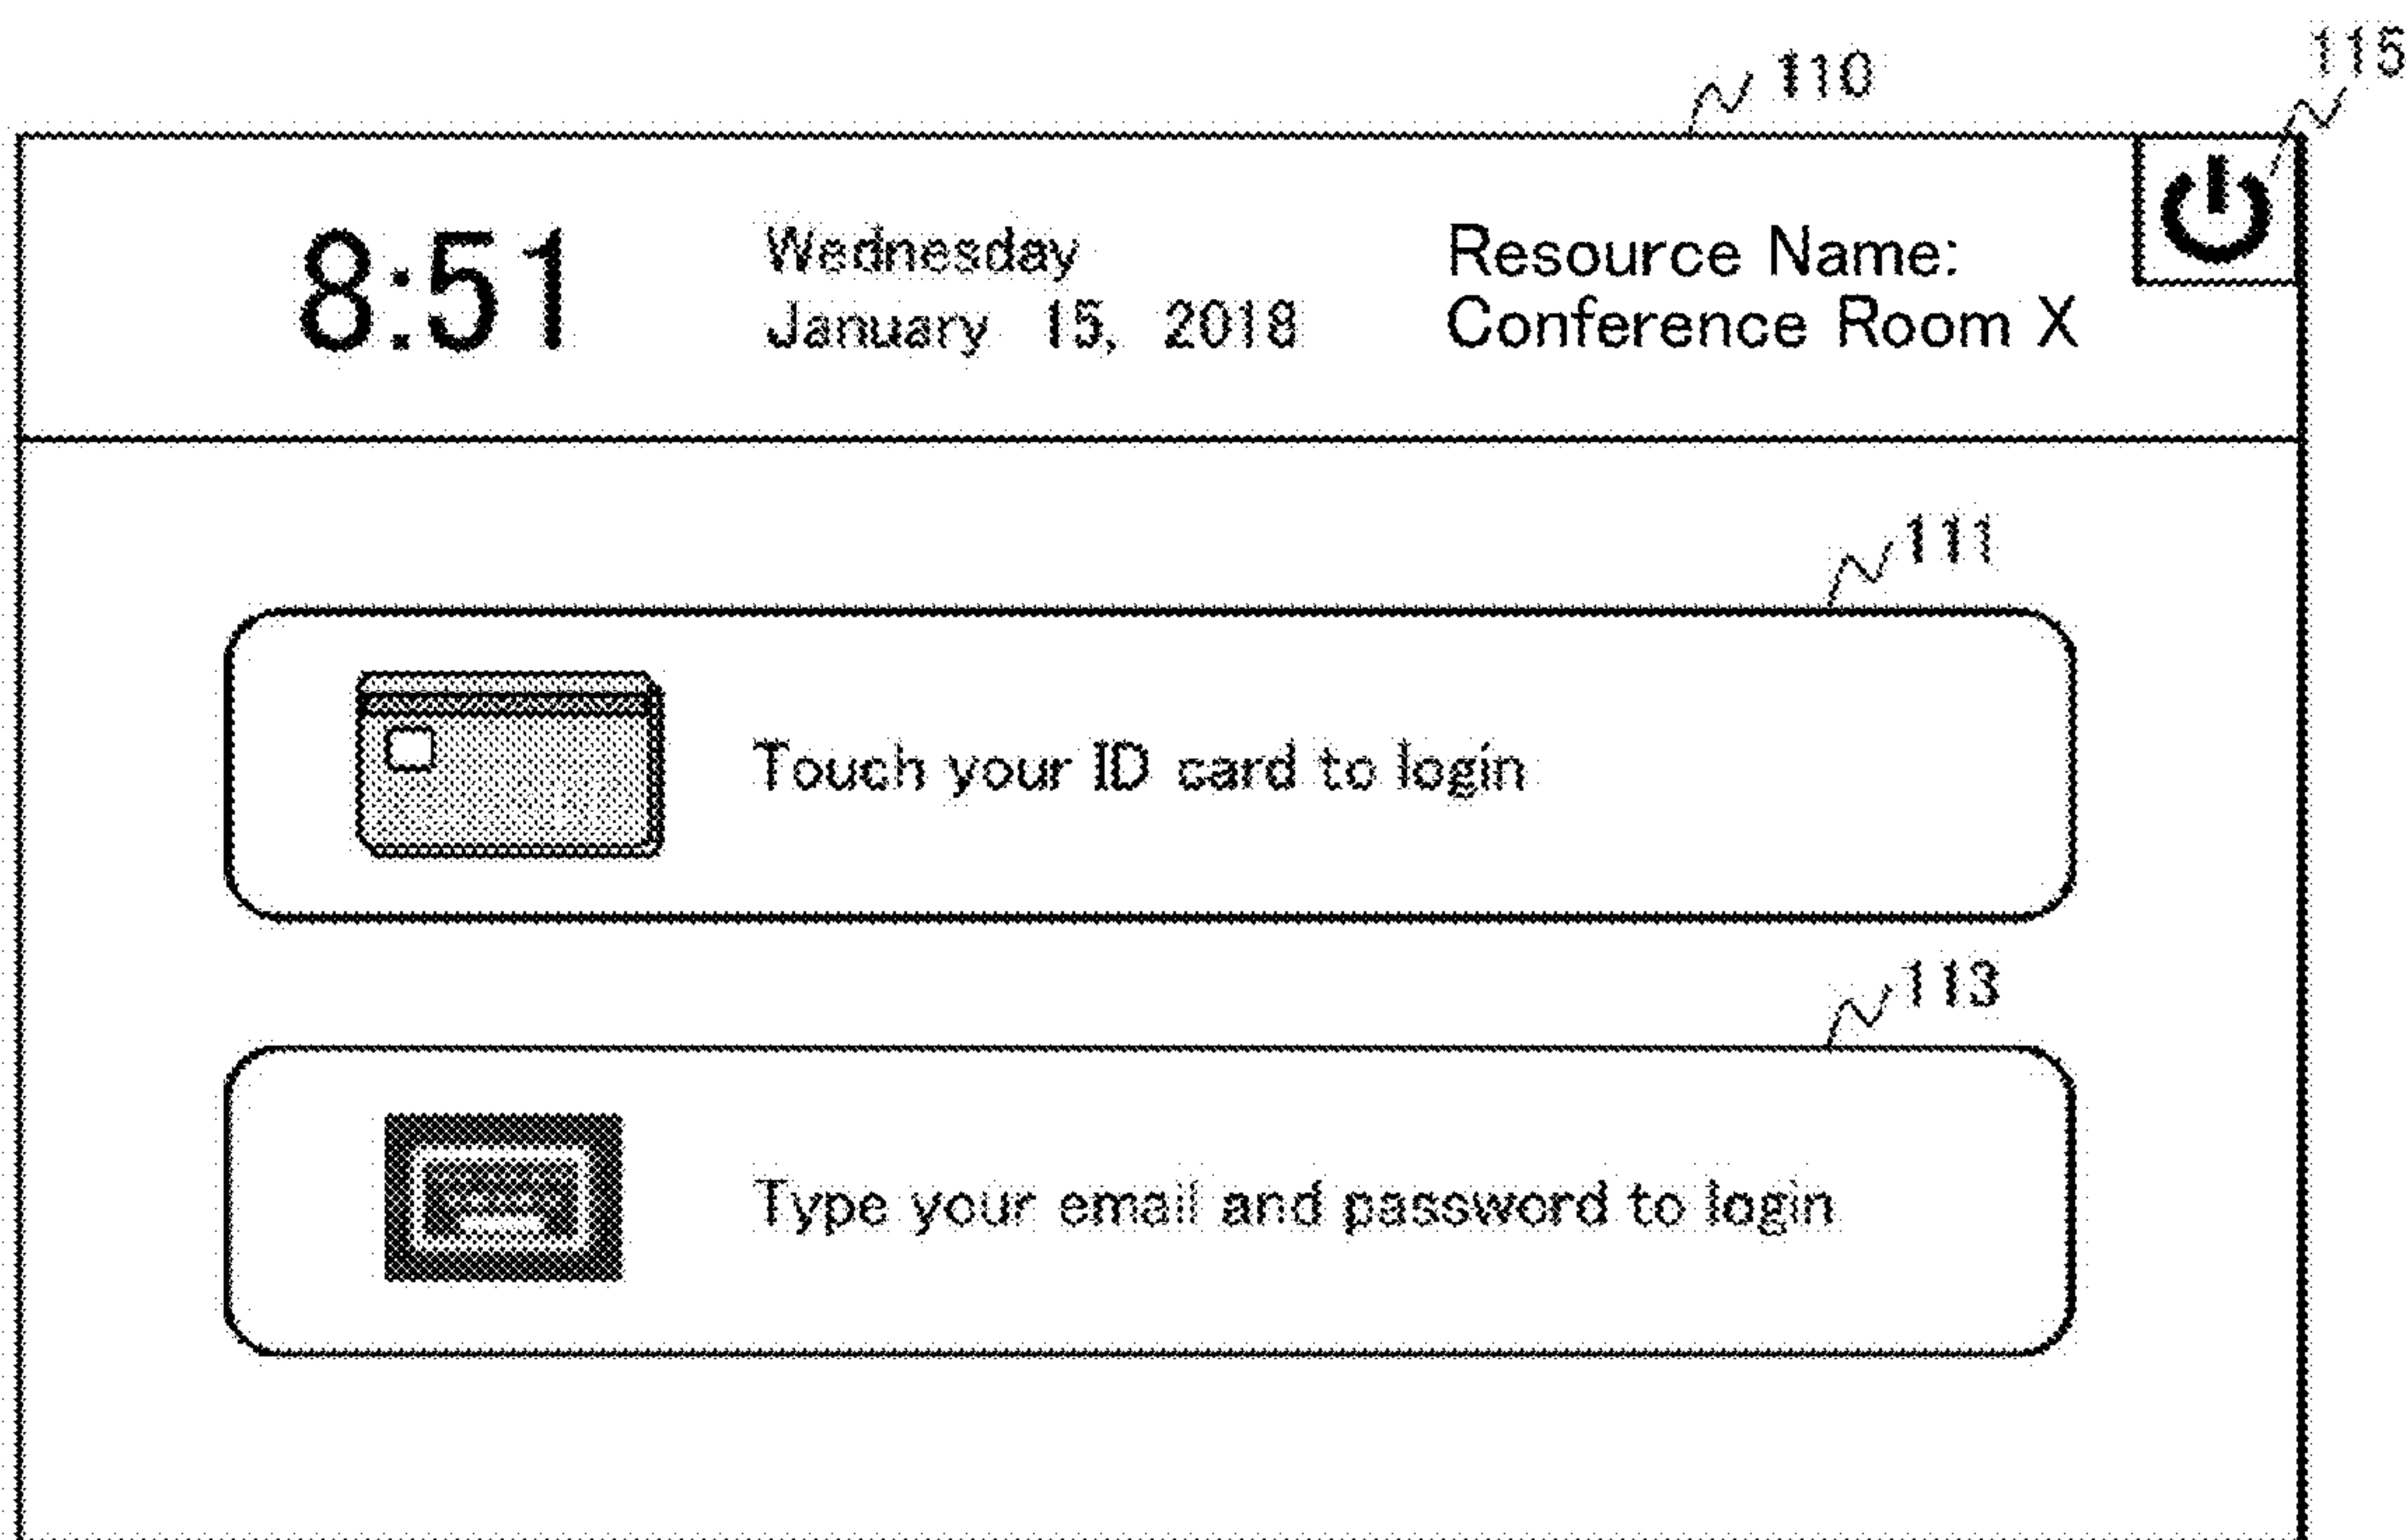 115
110
8:51
Wednesday
January 15, 2018
Resource Name:
Conference Room X
111
Touch your ID card to login
113
Type your email and password to login